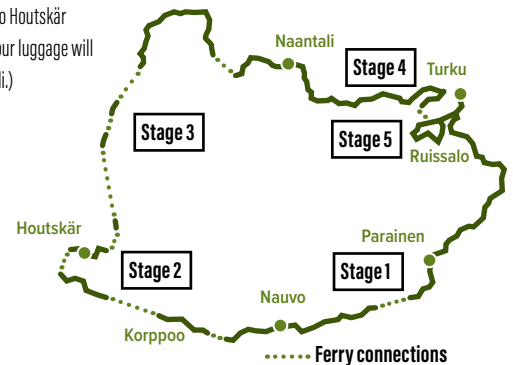 o Houtskär
our luggage will
li.)
Naantali
Stage 4
Turku
Stage 3
Stage 5
Ruissalo
Houtskär
Parainen
Stage 2
Stage 1
Nauvo
Korppoo
Ferry connections